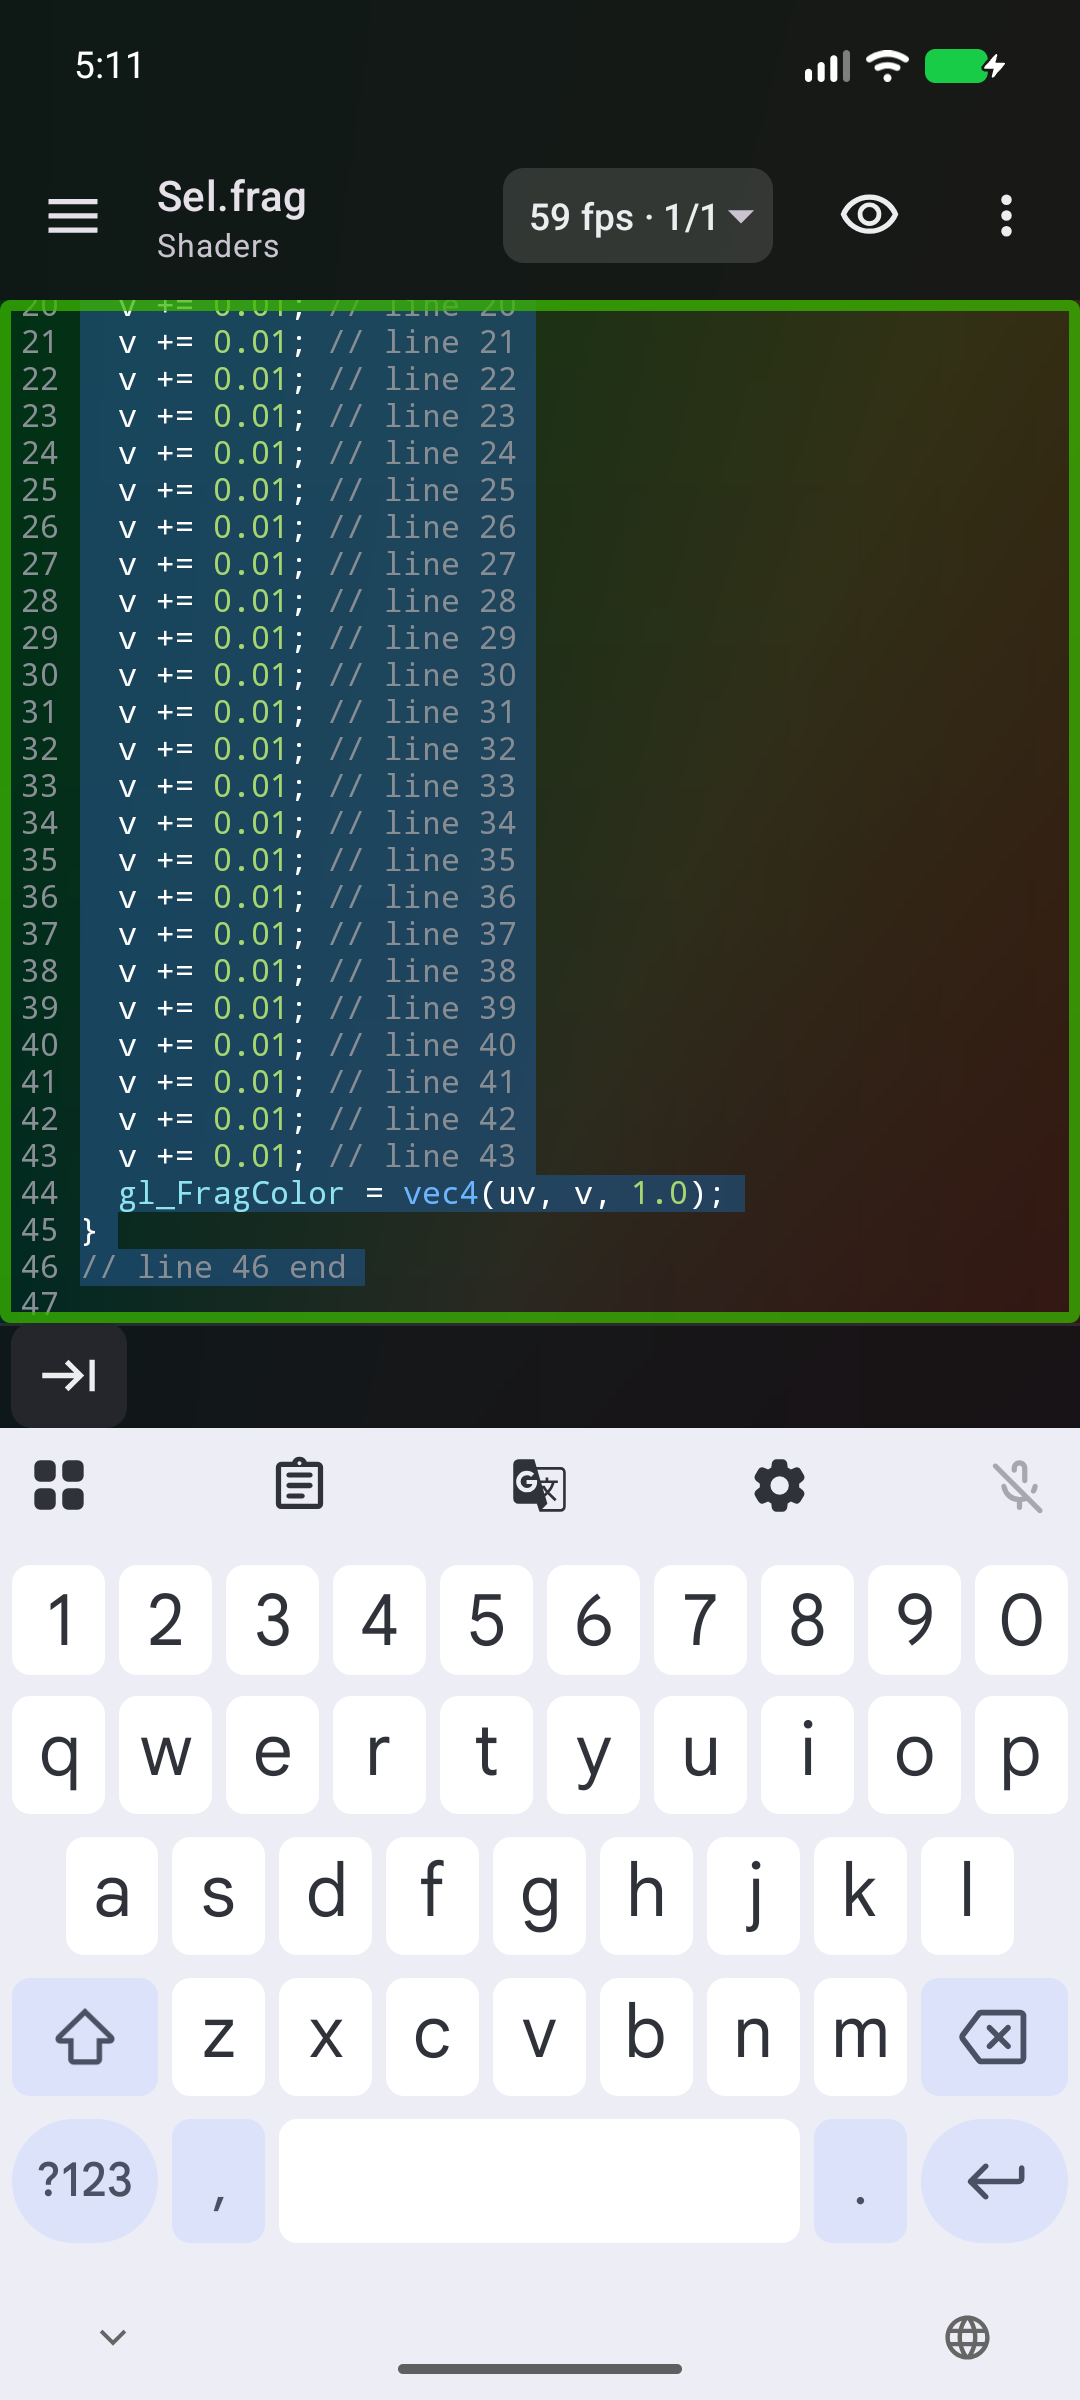 5:11
Sel.frag
Shaders
59 fps · 1/1
20 v += 0.01; // line 20
21 v += 0.01; // line 21
22 v += 0.01; // line 22
23 v += 0.01; // line 23
24 v += 0.01; // line 24
25 v += 0.01; // line 25
26 v += 0.01; // line 26
27 v += 0.01; // line 27
28 v += 0.01; // line 28
29 v += 0.01; // line 29
30 v += 0.01; // line 30
31 v += 0.01; // line 31
32 v += 0.01; // line 32
33 v += 0.01; // line 33
34 v += 0.01; // line 34
35 v += 0.01; // line 35
36 v += 0.01; // line 36
37 v += 0.01; // line 37
38 v += 0.01; // line 38
39 v += 0.01; // line 39
40 v += 0.01; // line 40
41 v += 0.01; // line 41
42 v += 0.01; // line 42
43 v += 0.01; // line 43
44 gl_FragColor = vec4(uv, v, 1.0);
45 }
46 // line 46 end
47
G 文
1 2 3 4 5 6 7 8 9 0
q w e r t y u i o p
a s d f g h j k l
z x c v b n m
?123 , .